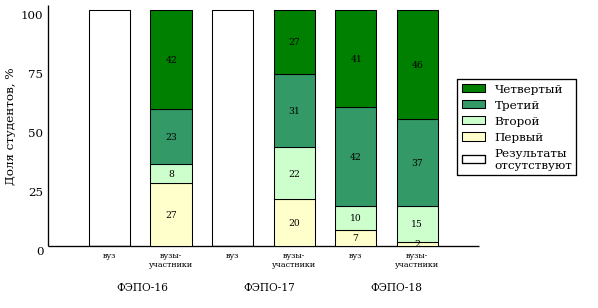 100
75
50
25
0
Доля студентов, %
42
23
8
27
27
31
22
20
41
42
10
7
46
37
15
2
вуз
вузы-
участники
вуз
вузы-
участники
вуз
вузы-
участники
ФЭПО-16
ФЭПО-17
ФЭПО-18
Четвертый
Третий
Второй
Первый
Результаты
отсутствуют